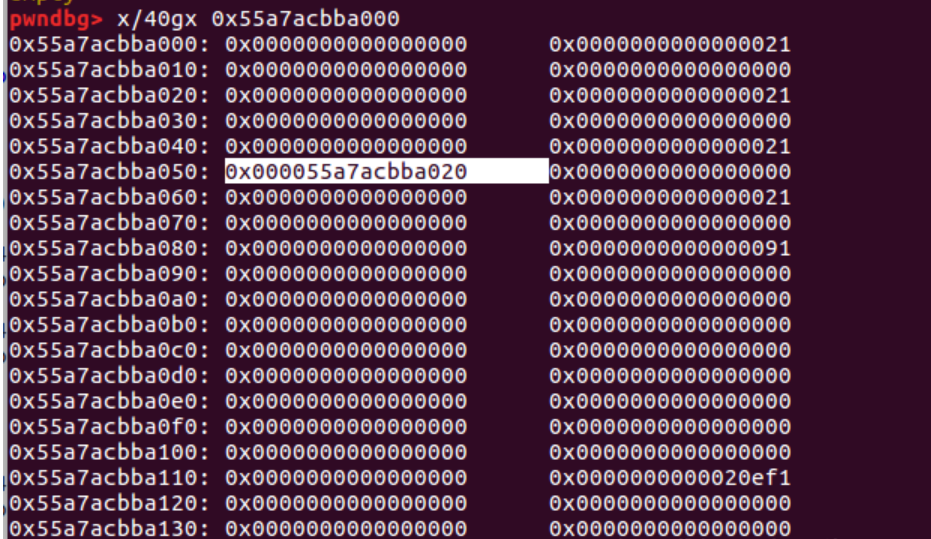 pwndbg> x/40gx 0x55a7acbba000
0x55a7acbba000: 0x0000000000000000 0x0000000000000021
0x55a7acbba010: 0x0000000000000000 0x0000000000000000
0x55a7acbba020: 0x0000000000000000 0x0000000000000021
0x55a7acbba030: 0x0000000000000000 0x0000000000000000
0x55a7acbba040: 0x0000000000000000 0x0000000000000021
0x55a7acbba050: 0x000055a7acbba020 0x0000000000000000
0x55a7acbba060: 0x0000000000000000 0x0000000000000021
0x55a7acbba070: 0x0000000000000000 0x0000000000000000
0x55a7acbba080: 0x0000000000000000 0x0000000000000091
0x55a7acbba090: 0x0000000000000000 0x0000000000000000
0x55a7acbba0a0: 0x0000000000000000 0x0000000000000000
0x55a7acbba0b0: 0x0000000000000000 0x0000000000000000
0x55a7acbba0c0: 0x0000000000000000 0x0000000000000000
0x55a7acbba0d0: 0x0000000000000000 0x0000000000000000
0x55a7acbba0e0: 0x0000000000000000 0x0000000000000000
0x55a7acbba0f0: 0x0000000000000000 0x0000000000000000
0x55a7acbba100: 0x0000000000000000 0x0000000000000000
0x55a7acbba110: 0x0000000000000000 0x0000000000020ef1
0x55a7acbba120: 0x0000000000000000 0x0000000000000000
0x55a7acbba130: 0x0000000000000000 0x0000000000000000